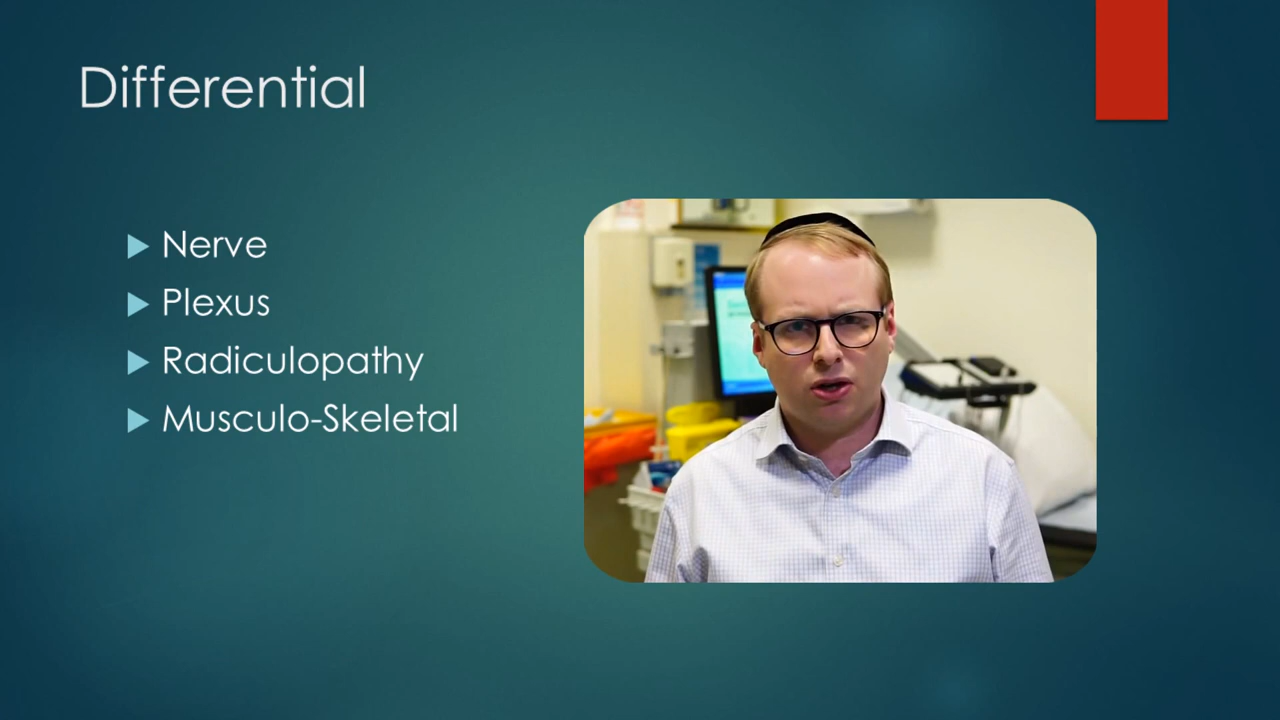 Differential
Nerve
Plexus
Radiculopathy
Musculo-Skeletal